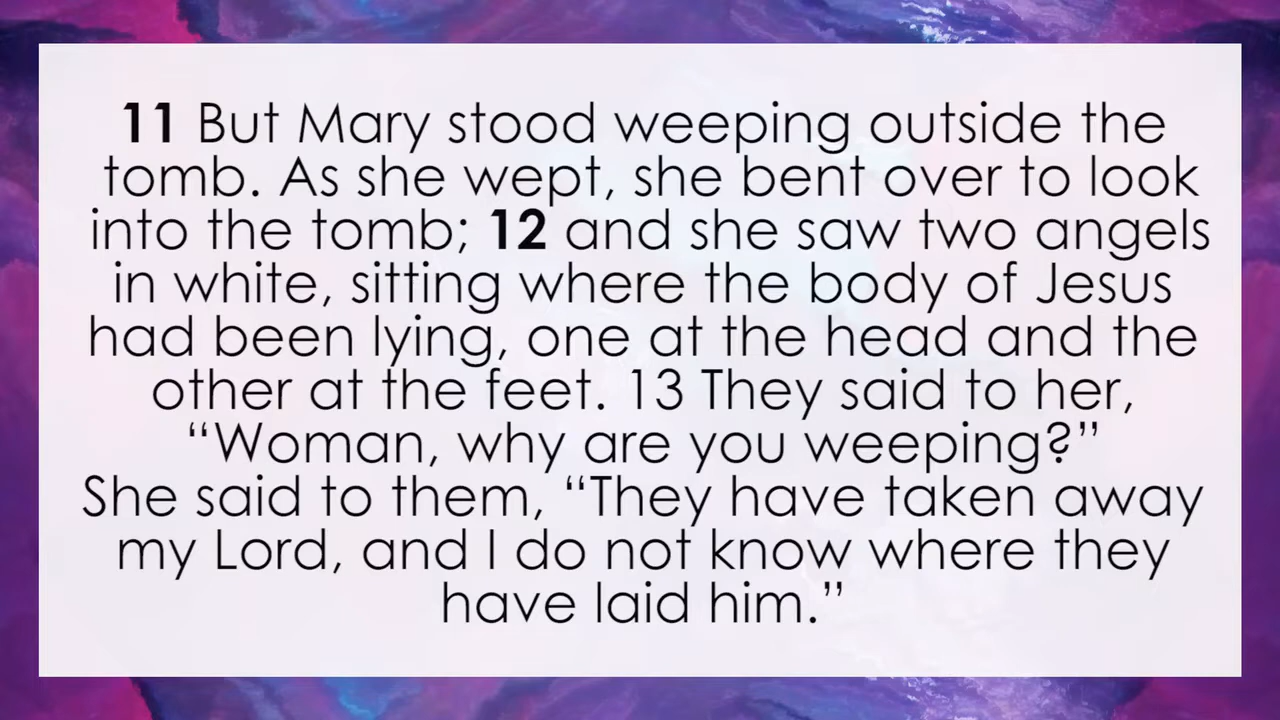 11 But Mary stood weeping outside the
tomb. As she wept, she bent over to look
into the tomb; 12 and she saw two angels
in white, sitting where the body of Jesus
had been lying, one at the head and the
other at the feet. 13 They said to her,
“Woman, why are you weeping?”
She said to them, “They have taken away
my Lord, and I do not know where they
have laid him.”